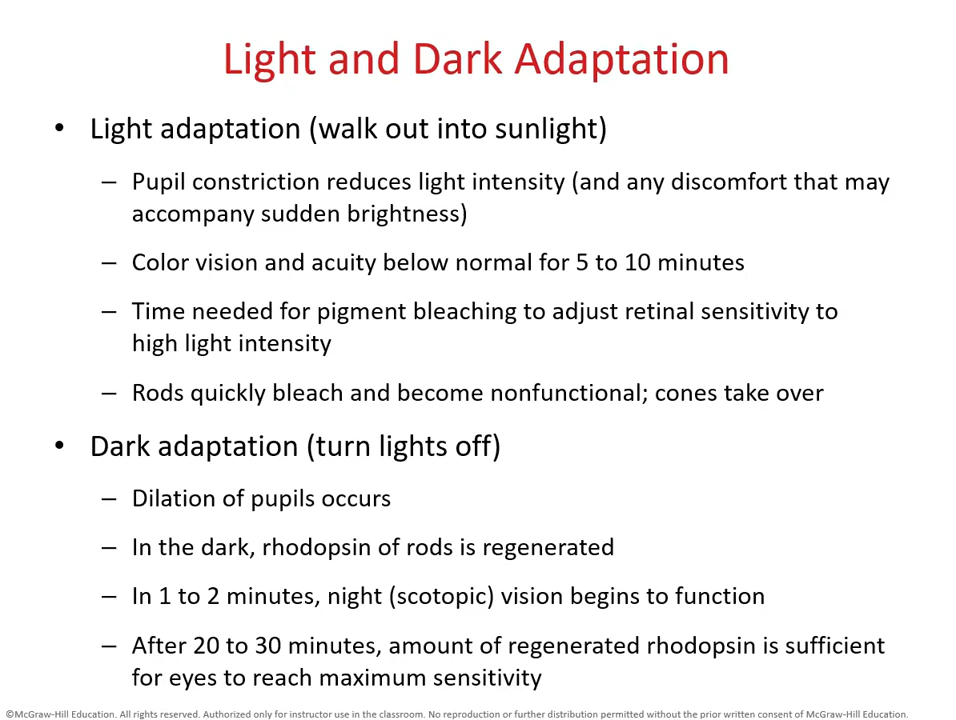 Light and Dark Adaptation
• Light adaptation (walk out into sunlight)
– Pupil constriction reduces light intensity (and any discomfort that may
accompany sudden brightness)
– Color vision and acuity below normal for 5 to 10 minutes
– Time needed for pigment bleaching to adjust retinal sensitivity to
high light intensity
– Rods quickly bleach and become nonfunctional; cones take over
• Dark adaptation (turn lights off)
– Dilation of pupils occurs
– In the dark, rhodopsin of rods is regenerated
– In 1 to 2 minutes, night (scotopic) vision begins to function
– After 20 to 30 minutes, amount of regenerated rhodopsin is sufficient
for eyes to reach maximum sensitivity
©McGraw-Hill Education. All rights reserved. Authorized only for instructor use in the classroom. No reproduction or further distribution permitted without the prior written consent of McGraw-Hill Education.